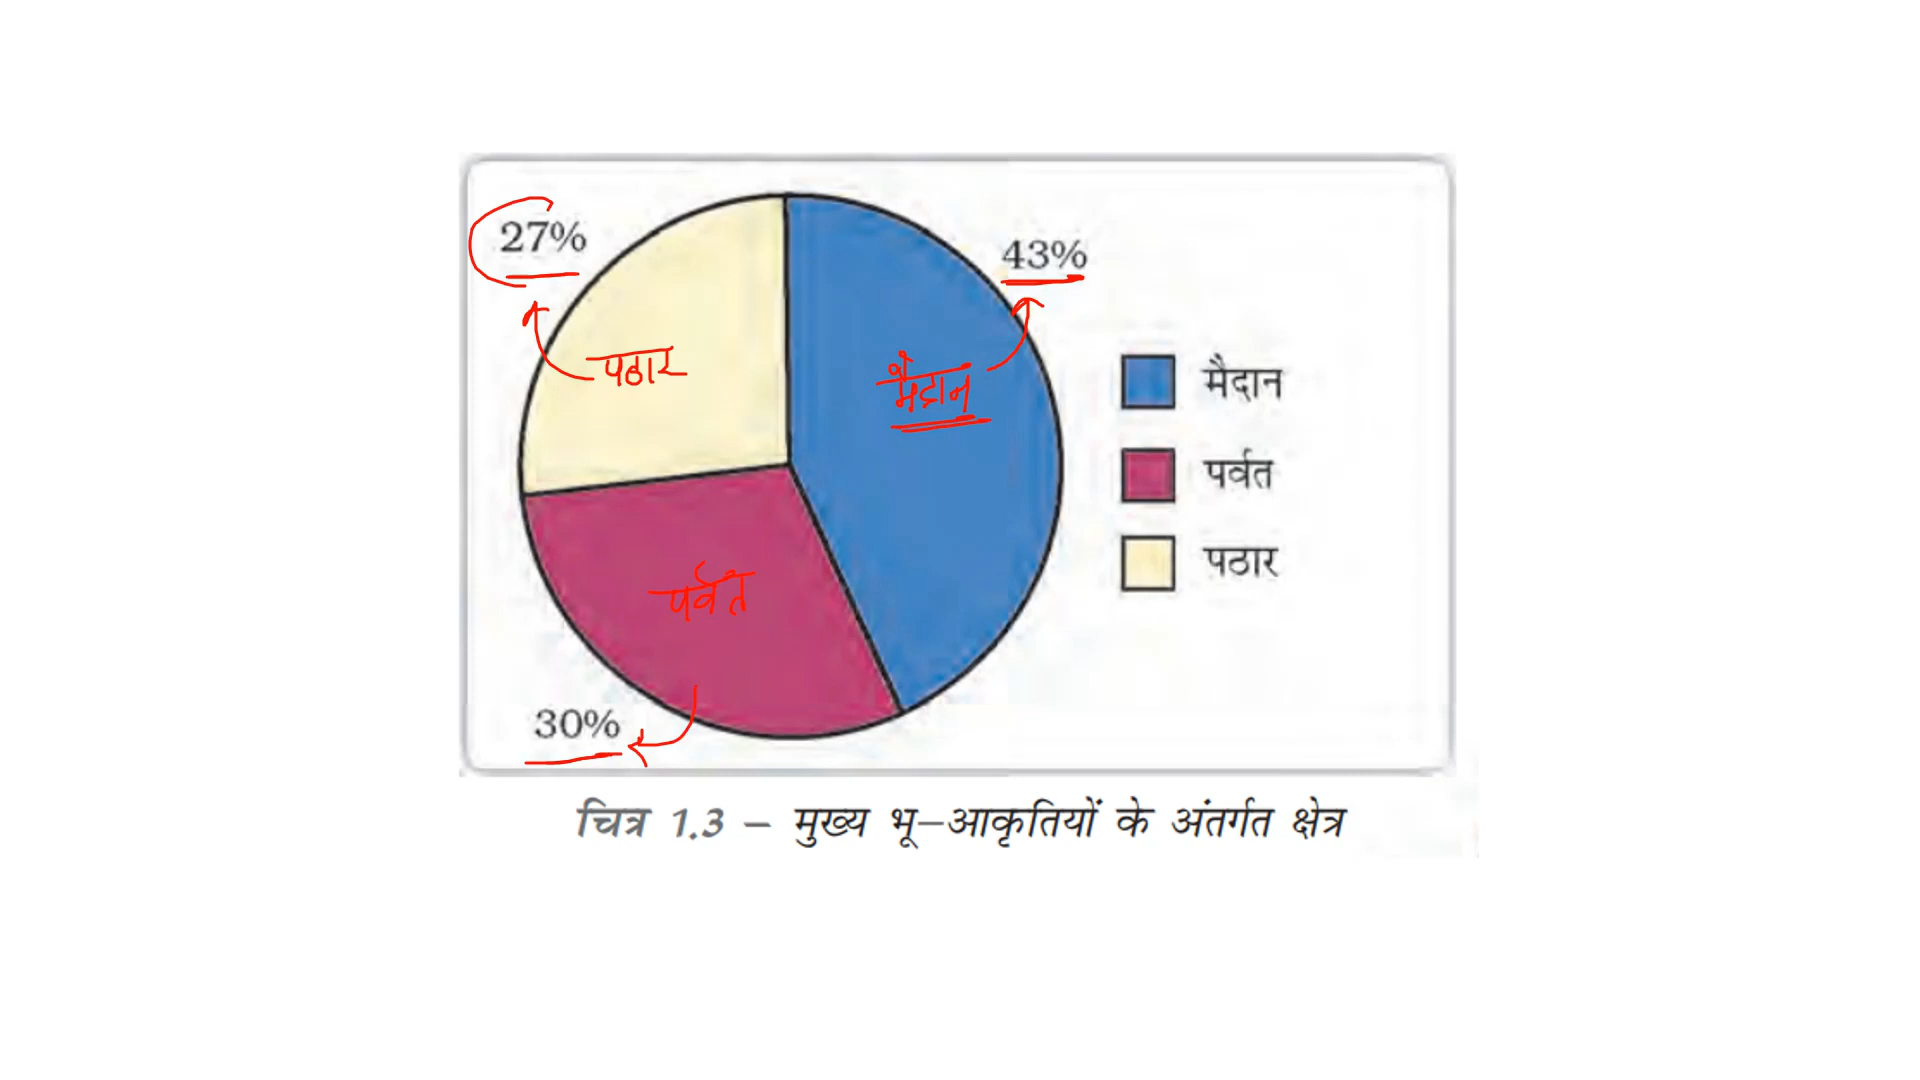 27%
43%
पठार
मैदान
मैदान
पर्वत
पठार
पर्वत
30%
चित्र 1.3 – मुख्य भू–आकृतियों के अंतर्गत क्षेत्र